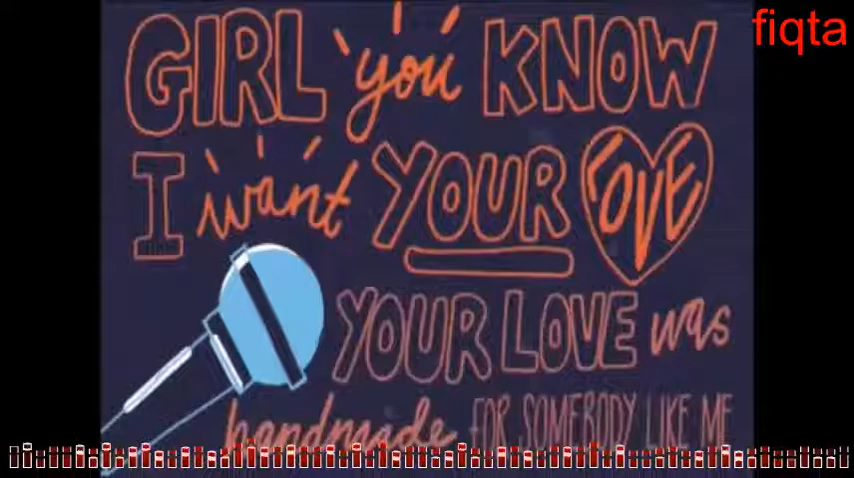 fiqta
GIRL you KNOW
I want YOUR LOVE
YOUR LOVE was
handmade FOR SOMEBODY LIKE ME